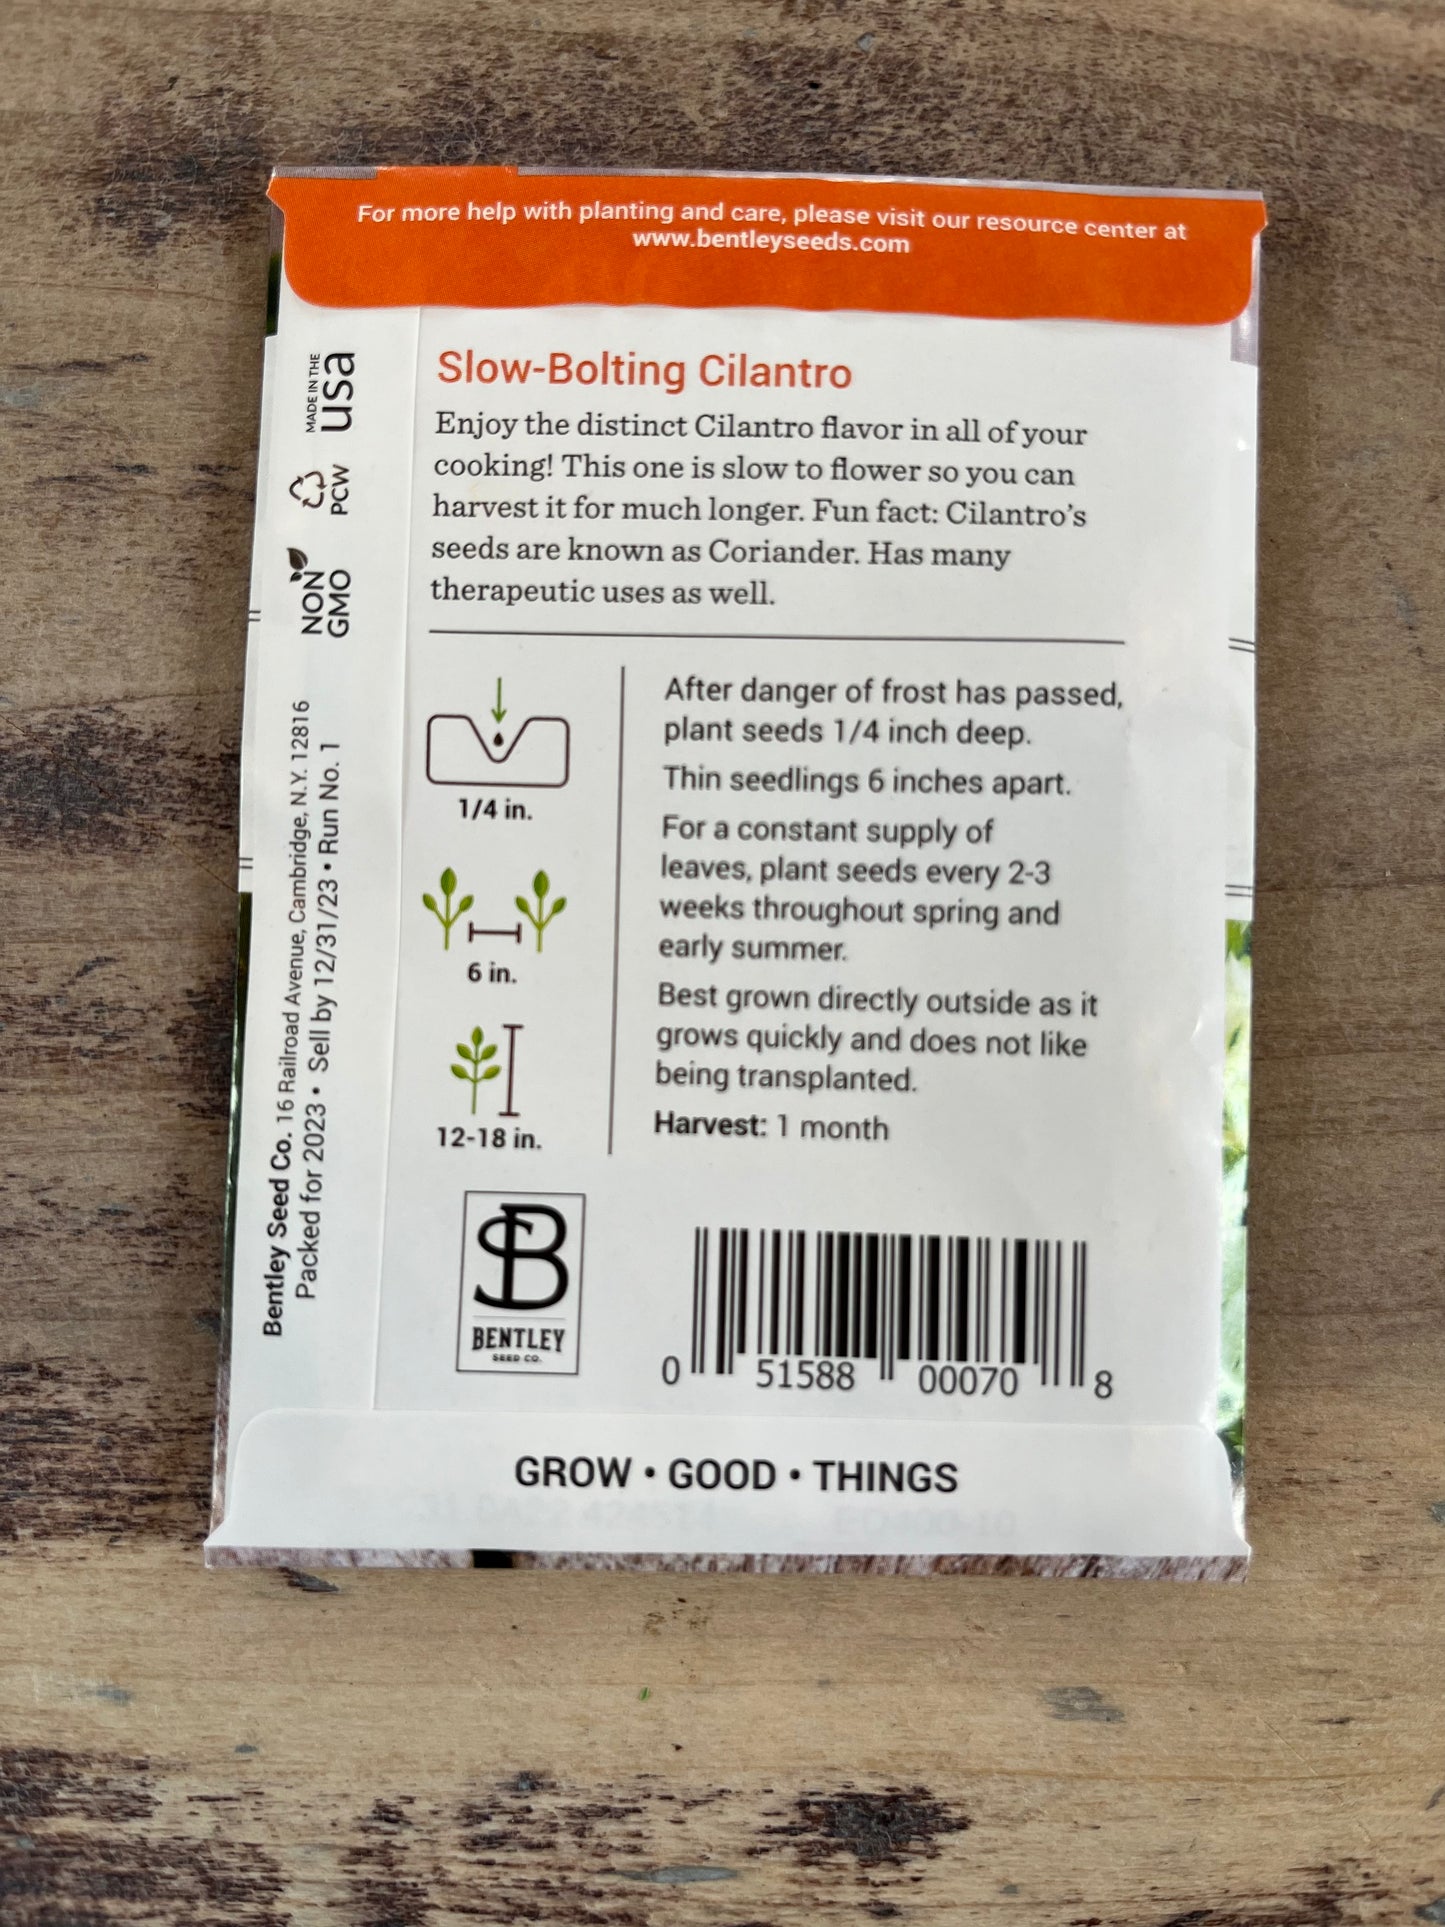 For more help with planting and care, please visit our resource center at
www.bentleyseeds.com
MADE IN THE
usa
PCW
NON
GMO
Bentley Seed Co. 16 Railroad Avenue, Cambridge, N.Y. 12816
Packed for 2023 • Sell by 12/31/23 • Run No. 1
Slow-Bolting Cilantro
Enjoy the distinct Cilantro flavor in all of your
cooking! This one is slow to flower so you can
harvest it for much longer. Fun fact: Cilantro's
seeds are known as Coriander. Has many
therapeutic uses as well.
1/4 in.
6 in.
12-18 in.
After danger of frost has passed,
plant seeds 1/4 inch deep.
Thin seedlings 6 inches apart.
For a constant supply of
leaves, plant seeds every 2-3
weeks throughout spring and
early summer.
Best grown directly outside as it
grows quickly and does not like
being transplanted.
Harvest: 1 month
SB
BENTLEY
SEED CO.
0 51588 00070 8
GROW • GOOD • THINGS